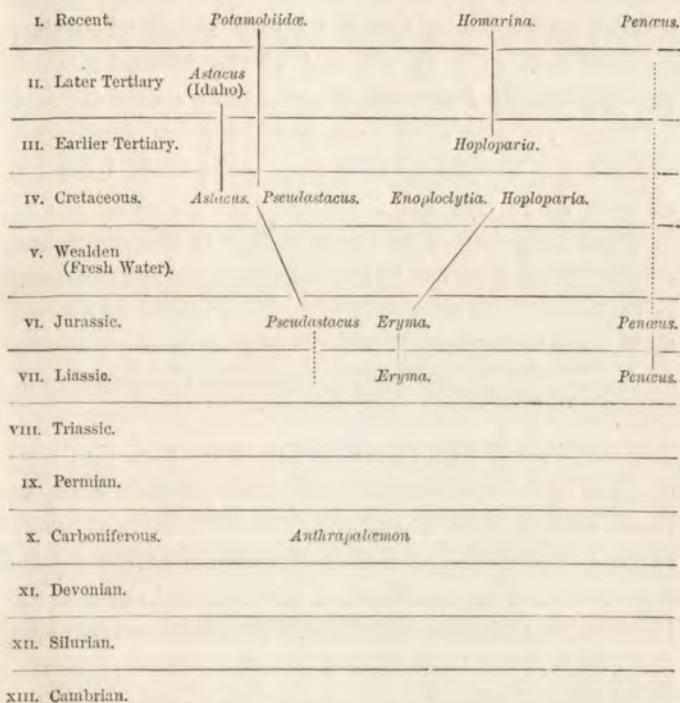 I. Recent. Potamobiidæ. Homarina. Penæus.
II. Later Tertiary Astacus
(Idaho).
III. Earlier Tertiary. Hoploparia.
IV. Cretaceous. Astacus. Pseudastacus. Enoploclytia. Hoploparia.
V. Wealden
(Fresh Water).
VI. Jurassic. Pseudastacus Eryma. Penæus.
VII. Liassic. Eryma. Penæus.
VIII. Triassic.
IX. Permian.
X. Carboniferous. Anthrapalæmon
XI. Devonian.
XII. Silurian.
XIII. Cambrian.